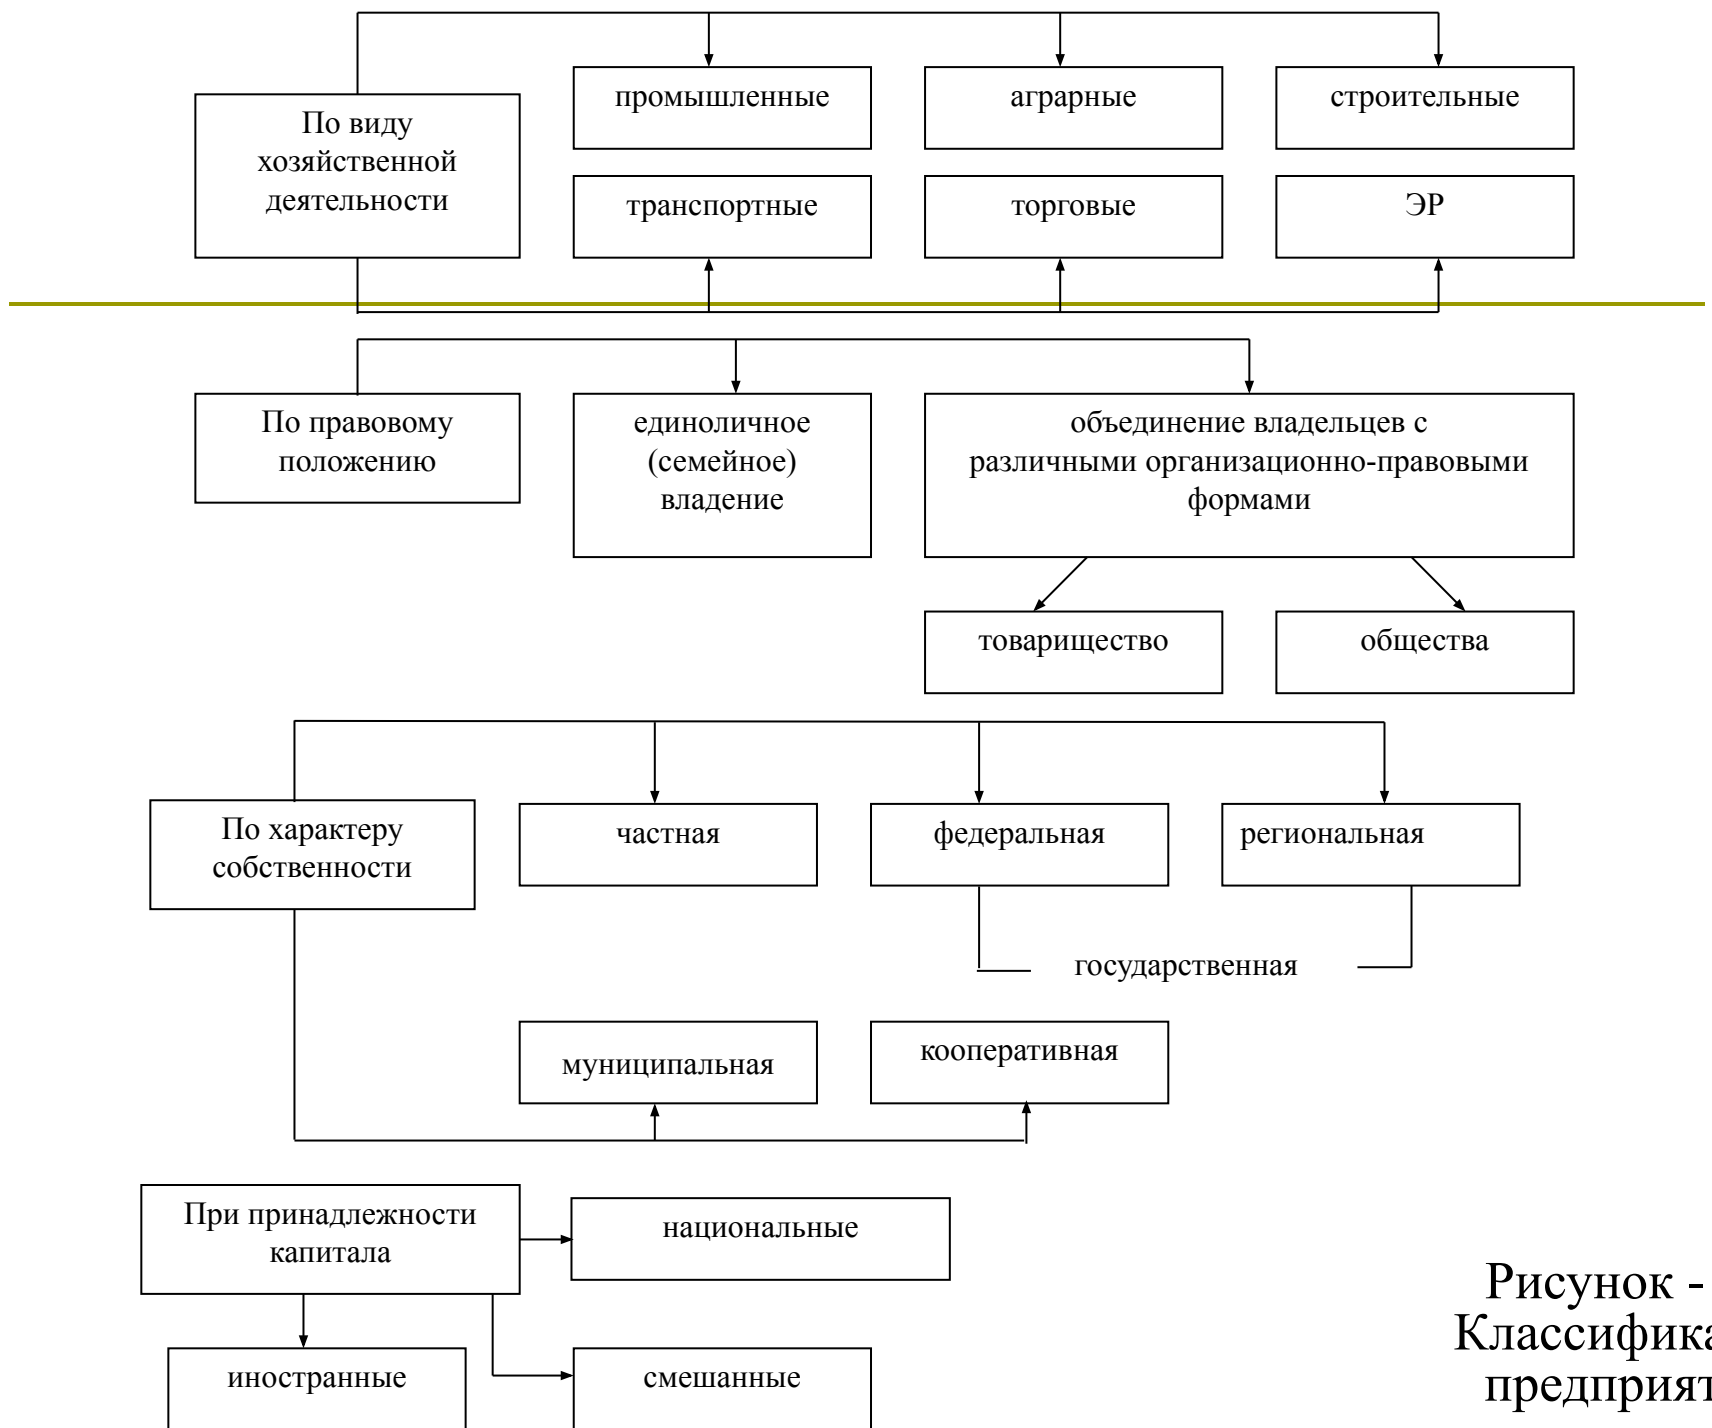 промышленные
аграрные
строительные
По виду
хозяйственной
деятельности
транспортные
торговые
ЭР
По правовому
положению
единоличное
(семейное)
владение
объединение владельцев с
различными организационно-правовыми
формами
товарищество
общества
По характеру
собственности
частная
федеральная
региональная
государственная
муниципальная
кооперативная
При принадлежности
капитала
национальные
иностранные
смешанные
Рисунок -
Классифика
предприят